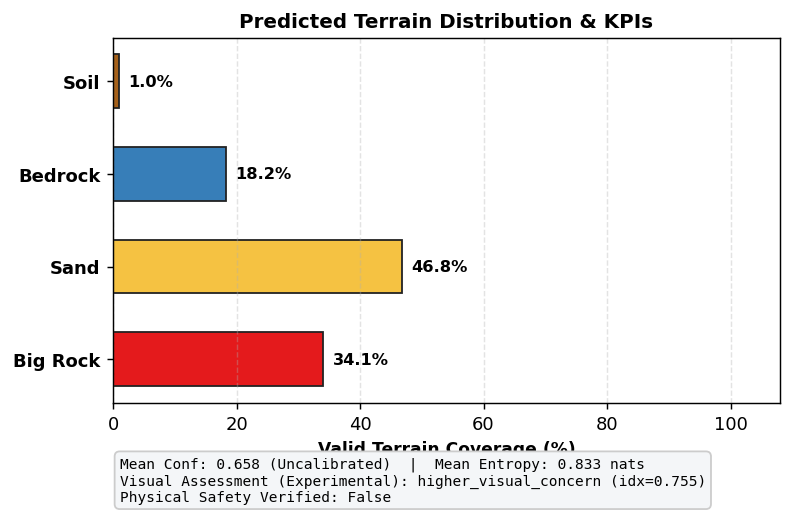 Predicted Terrain Distribution & KPIs
Soil
1.0%
Bedrock
18.2%
Sand
46.8%
Big Rock
34.1%
0 20 40 60 80 100
Valid Terrain Coverage (%)
Mean Conf: 0.658 (Uncalibrated) | Mean Entropy: 0.833 nats
Visual Assessment (Experimental): higher_visual_concern (idx=0.755)
Physical Safety Verified: False